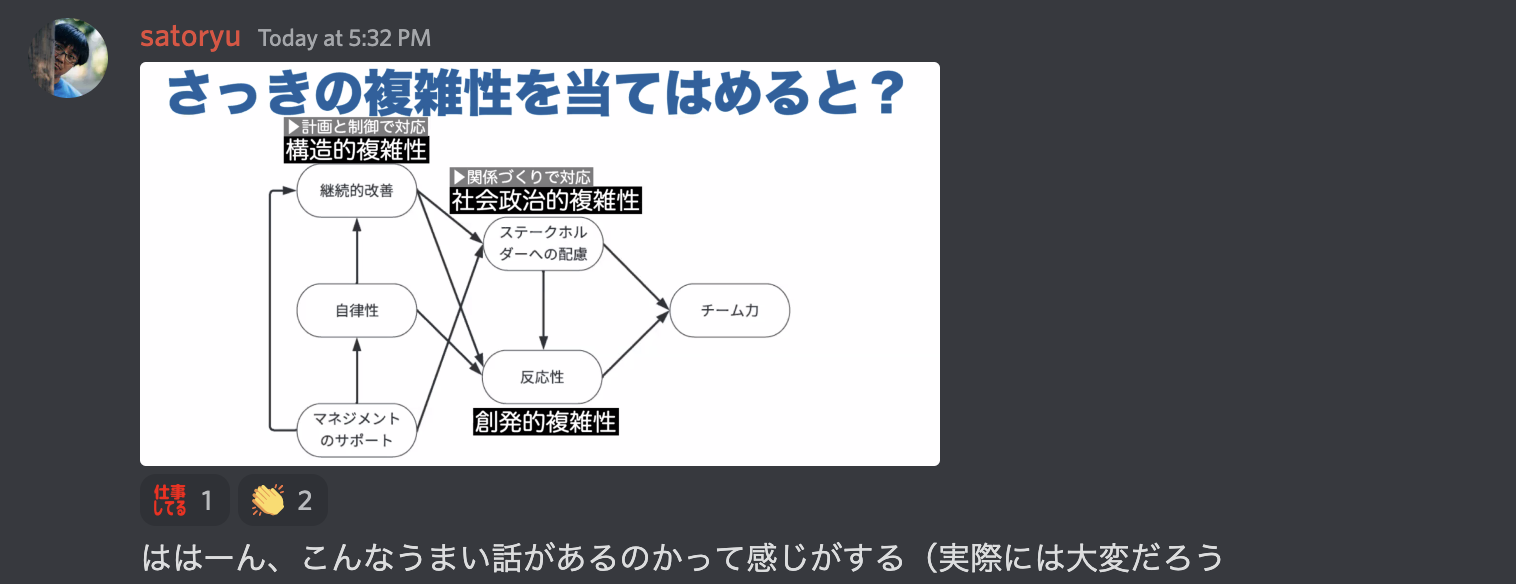 satoryu Today at 5:32 PM
さっきの複雑性を当てはめると？
▶計画と制御で対応
構造的複雑性
継続的改善
▶関係づくりで対応
社会政治的複雑性
ステークホル
ダーへの配慮
自律性
チーム力
反応性
創発的複雑性
マネジメント
のサポート
仕事
してる 1
2
ははーん、こんなうまい話があるのかって感じがする（実際には大変だろう